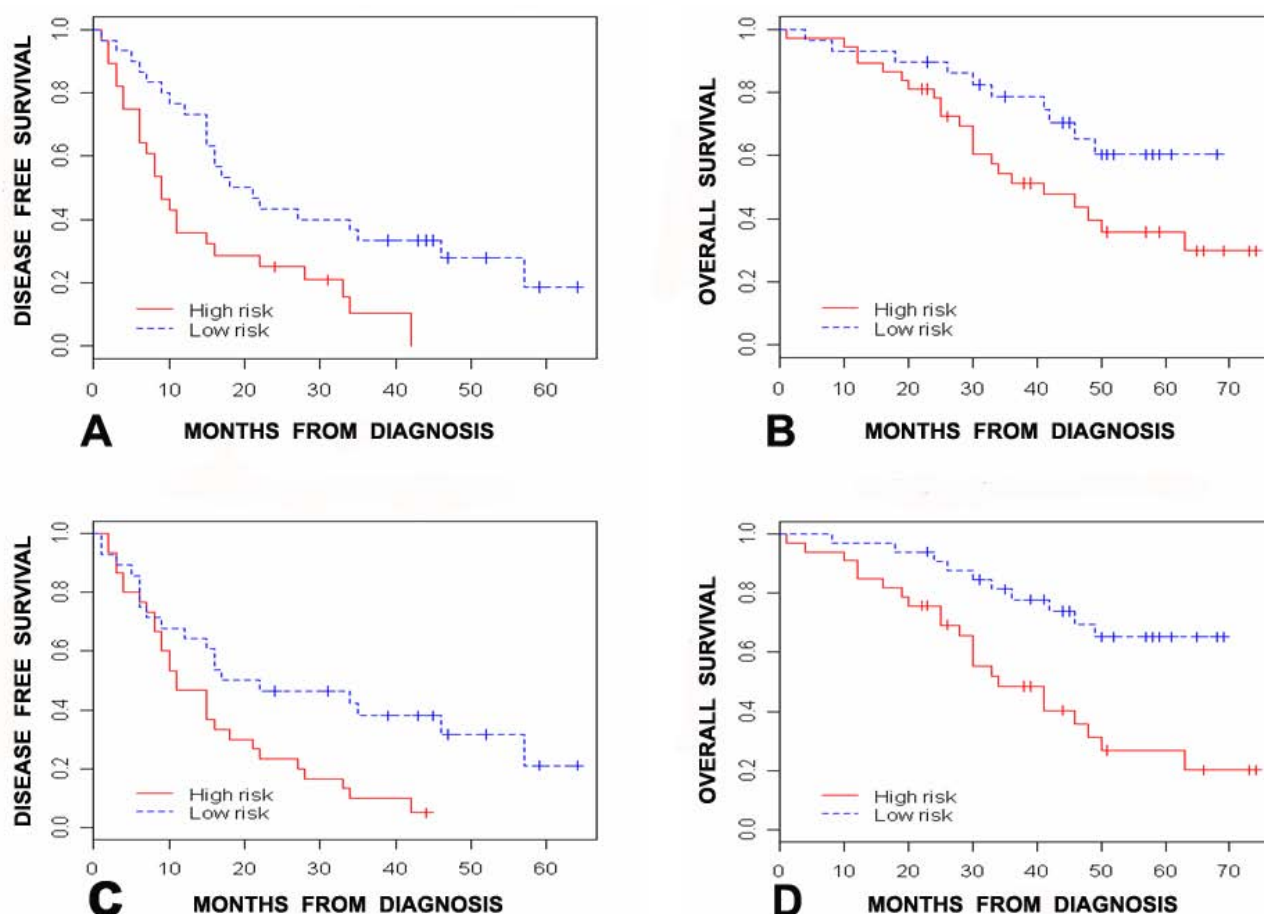 DISEASE FREE SURVIVAL
1.0
0.8
0.6
0.4
0.2
0.0
High risk
Low risk
0 10 20 30 40 50 60
A MONTHS FROM DIAGNOSIS
OVERALL SURVIVAL
1.0
0.8
0.6
0.4
0.2
0.0
High risk
Low risk
0 10 20 30 40 50 60 70
B MONTHS FROM DIAGNOSIS
DISEASE FREE SURVIVAL
1.0
0.8
0.6
0.4
0.2
0.0
High risk
Low risk
0 10 20 30 40 50 60
C MONTHS FROM DIAGNOSIS
OVERALL SURVIVAL
1.0
0.8
0.6
0.4
0.2
0.0
High risk
Low risk
0 10 20 30 40 50 60 70
D MONTHS FROM DIAGNOSIS